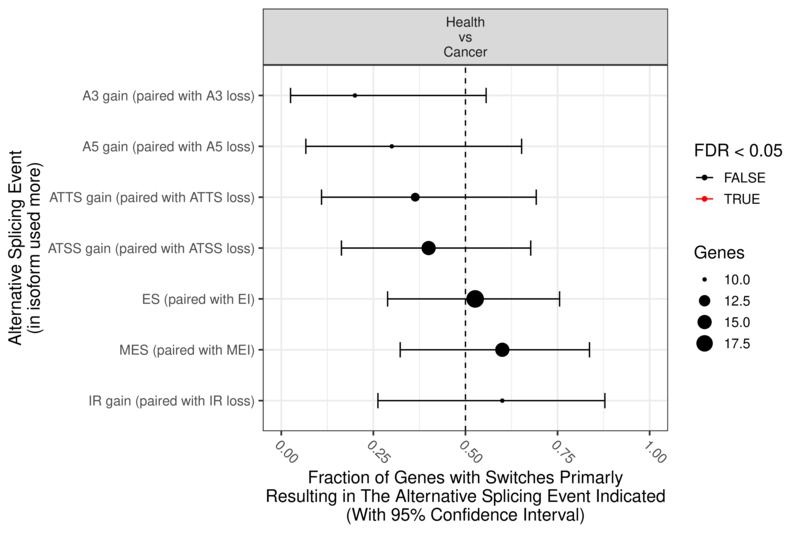 Health
vs
Cancer
Alternative Splicing Event
(in isoform used more)
A3 gain (paired with A3 loss)
A5 gain (paired with A5 loss)
ATTS gain (paired with ATTS loss)
ATSS gain (paired with ATSS loss)
ES (paired with EI)
MES (paired with MEI)
IR gain (paired with IR loss)
0.00
0.25
0.50
0.75
1.00
Fraction of Genes with Switches Primarly
Resulting in The Alternative Splicing Event Indicated
(With 95% Confidence Interval)
FDR < 0.05
FALSE
TRUE
Genes
10.0
12.5
15.0
17.5